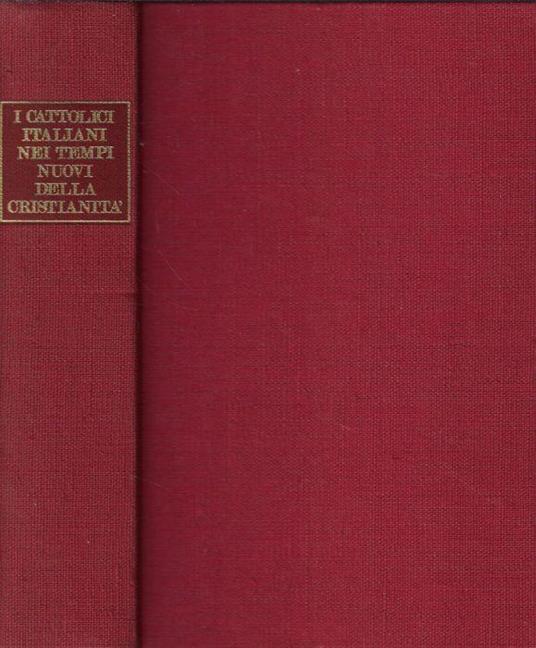 I CATTOLICI
ITALIANI
NEI TEMPI
NUOVI
DELLA
CRISTIANITA'